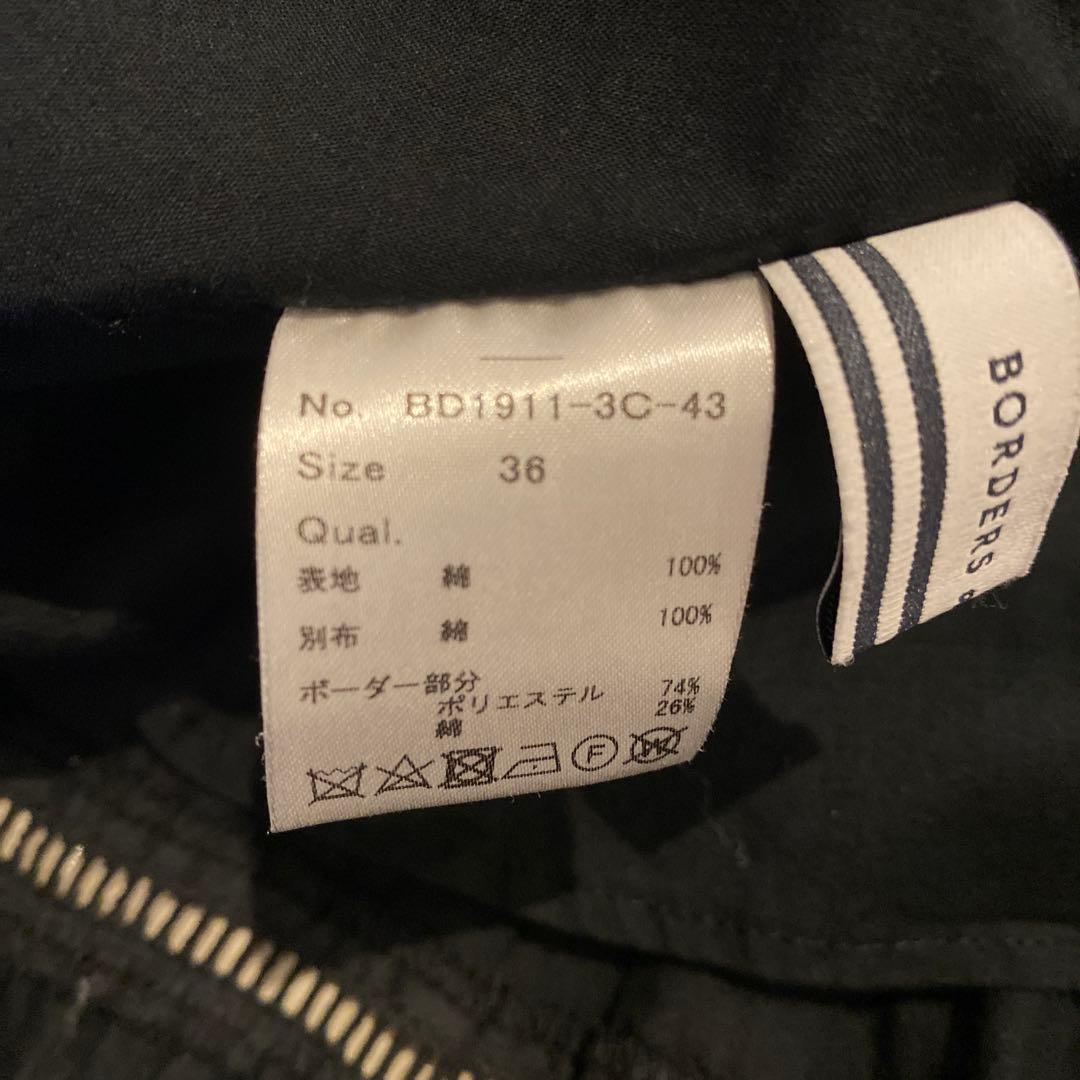 No. BD1911-3C-43
Size 36
Qual.
表地 綿 100%
別布 綿 100%
ボーダー部分
ポリエステル 74%
綿 26%
F
W
BORDERS